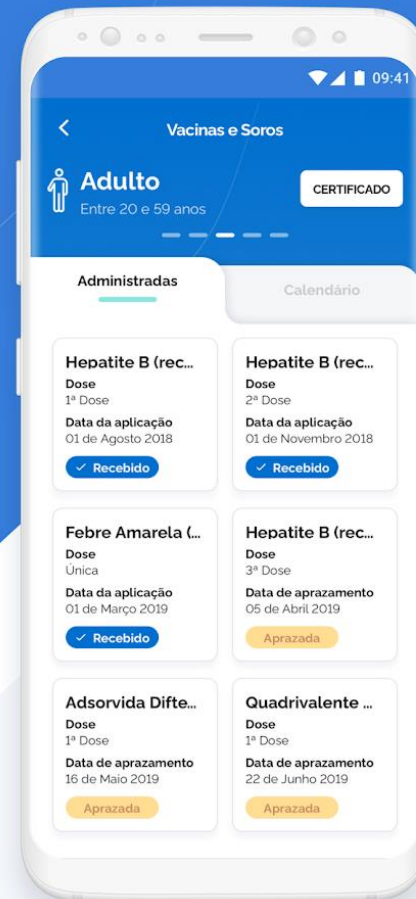 09:41
Vacinas e Soros
Adulto
Entre 20 e 59 anos
CERTIFICADO
Administradas
Calendário
Hepatite B (rec...
Dose
1ª Dose
Data da aplicação
01 de Agosto 2018
Recebido
Hepatite B (rec...
Dose
2ª Dose
Data da aplicação
01 de Novembro 2018
Recebido
Febre Amarela (...
Dose
Única
Data da aplicação
01 de Março 2019
Recebido
Hepatite B (rec...
Dose
3ª Dose
Data de aprazamento
05 de Abril 2019
Aprazada
Adsorvida Difte...
Dose
1ª Dose
Data de aprazamento
16 de Maio 2019
Aprazada
Quadrivalente ...
Dose
1ª Dose
Data de aprazamento
22 de Junho 2019
Aprazada